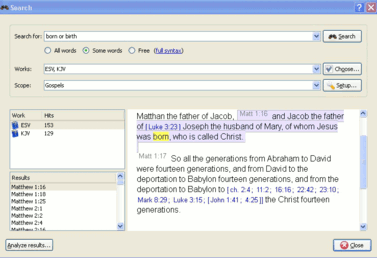 Search
Search for: born or birth
Search
All words Some words Free (full syntax)
Works: ESV, KJV
Choose...
Scope: Gospels
Setup...
Work Hits
ESV 153
KJV 129
Results
Matthew 1:16
Matthew 1:18
Matthew 1:25
Matthew 2:1
Matthew 2:2
Matthew 2:4
Matthan the father of Jacob, Matt 1:16 and Jacob the father
of [Luke 3:23] Joseph the husband of Mary, of whom Jesus
was born, who is called Christ.
Matt 1:17 So all the generations from Abraham to David
were fourteen generations, and from David to the
deportation to Babylon fourteen generations, and from the
deportation to Babylon to [ch. 2:4; 11:2; 16:16; 22:42; 23:10;
Mark 8:29; Luke 3:15; [John 1:41; 4:25]] the Christ fourteen
generations.
Analyze results...
Close